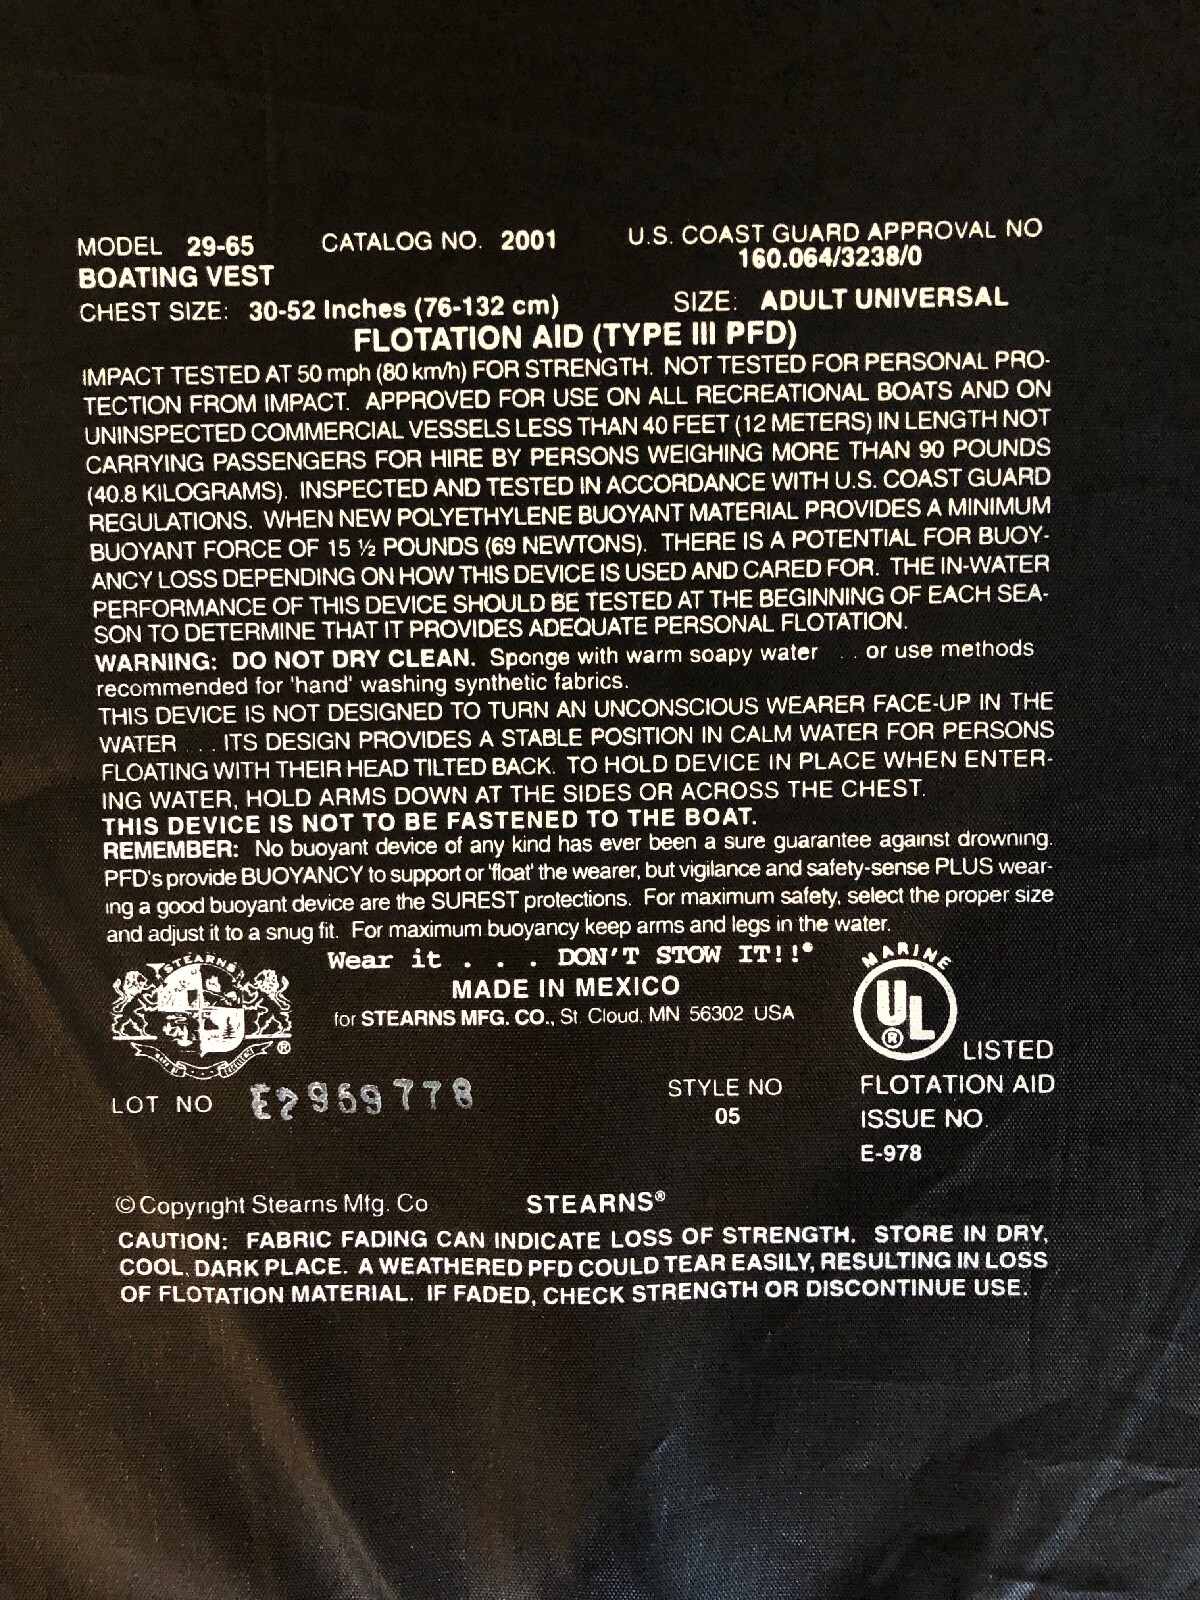 MODEL 29-65 CATALOG NO. 2001 U.S. COAST GUARD APPROVAL NO
160.064/3238/0
BOATING VEST
CHEST SIZE: 30-52 Inches (76-132 cm) SIZE: ADULT UNIVERSAL
FLOTATION AID (TYPE III PFD)
IMPACT TESTED AT 50 mph (80 km/h) FOR STRENGTH. NOT TESTED FOR PERSONAL PRO-
TECTION FROM IMPACT. APPROVED FOR USE ON ALL RECREATIONAL BOATS AND ON
UNINSPECTED COMMERCIAL VESSELS LESS THAN 40 FEET (12 METERS) IN LENGTH NOT
CARRYING PASSENGERS FOR HIRE BY PERSONS WEIGHING MORE THAN 90 POUNDS
(40.8 KILOGRAMS). INSPECTED AND TESTED IN ACCORDANCE WITH U.S. COAST GUARD
REGULATIONS. WHEN NEW POLYETHYLENE BUOYANT MATERIAL PROVIDES A MINIMUM
BUOYANT FORCE OF 15 ½ POUNDS (69 NEWTONS). THERE IS A POTENTIAL FOR BUOY-
ANCY LOSS DEPENDING ON HOW THIS DEVICE IS USED AND CARED FOR. THE IN-WATER
PERFORMANCE OF THIS DEVICE SHOULD BE TESTED AT THE BEGINNING OF EACH SEA-
SON TO DETERMINE THAT IT PROVIDES ADEQUATE PERSONAL FLOTATION.
WARNING: DO NOT DRY CLEAN. Sponge with warm soapy water . . or use methods
recommended for 'hand' washing synthetic fabrics.
THIS DEVICE IS NOT DESIGNED TO TURN AN UNCONSCIOUS WEARER FACE-UP IN THE
WATER . . . ITS DESIGN PROVIDES A STABLE POSITION IN CALM WATER FOR PERSONS
FLOATING WITH THEIR HEAD TILTED BACK. TO HOLD DEVICE IN PLACE WHEN ENTER-
ING WATER, HOLD ARMS DOWN AT THE SIDES OR ACROSS THE CHEST.
THIS DEVICE IS NOT TO BE FASTENED TO THE BOAT.
REMEMBER: No buoyant device of any kind has ever been a sure guarantee against drowning.
PFD's provide BUOYANCY to support or 'float' the wearer, but vigilance and safety-sense PLUS wear-
ing a good buoyant device are the SUREST protections. For maximum safety, select the proper size
and adjust it to a snug fit. For maximum buoyancy keep arms and legs in the water.
Wear it . . . DON'T STOW IT!!®
MADE IN MEXICO
for STEARNS MFG. CO., St. Cloud, MN 56302 USA
STEARNS
®
MARINE
UL
®
LISTED
FLOTATION AID
ISSUE NO.
E-978
LOT NO E2969778
STYLE NO
05
© Copyright Stearns Mfg. Co STEARNS®
CAUTION: FABRIC FADING CAN INDICATE LOSS OF STRENGTH. STORE IN DRY,
COOL, DARK PLACE. A WEATHERED PFD COULD TEAR EASILY, RESULTING IN LOSS
OF FLOTATION MATERIAL. IF FADED, CHECK STRENGTH OR DISCONTINUE USE.